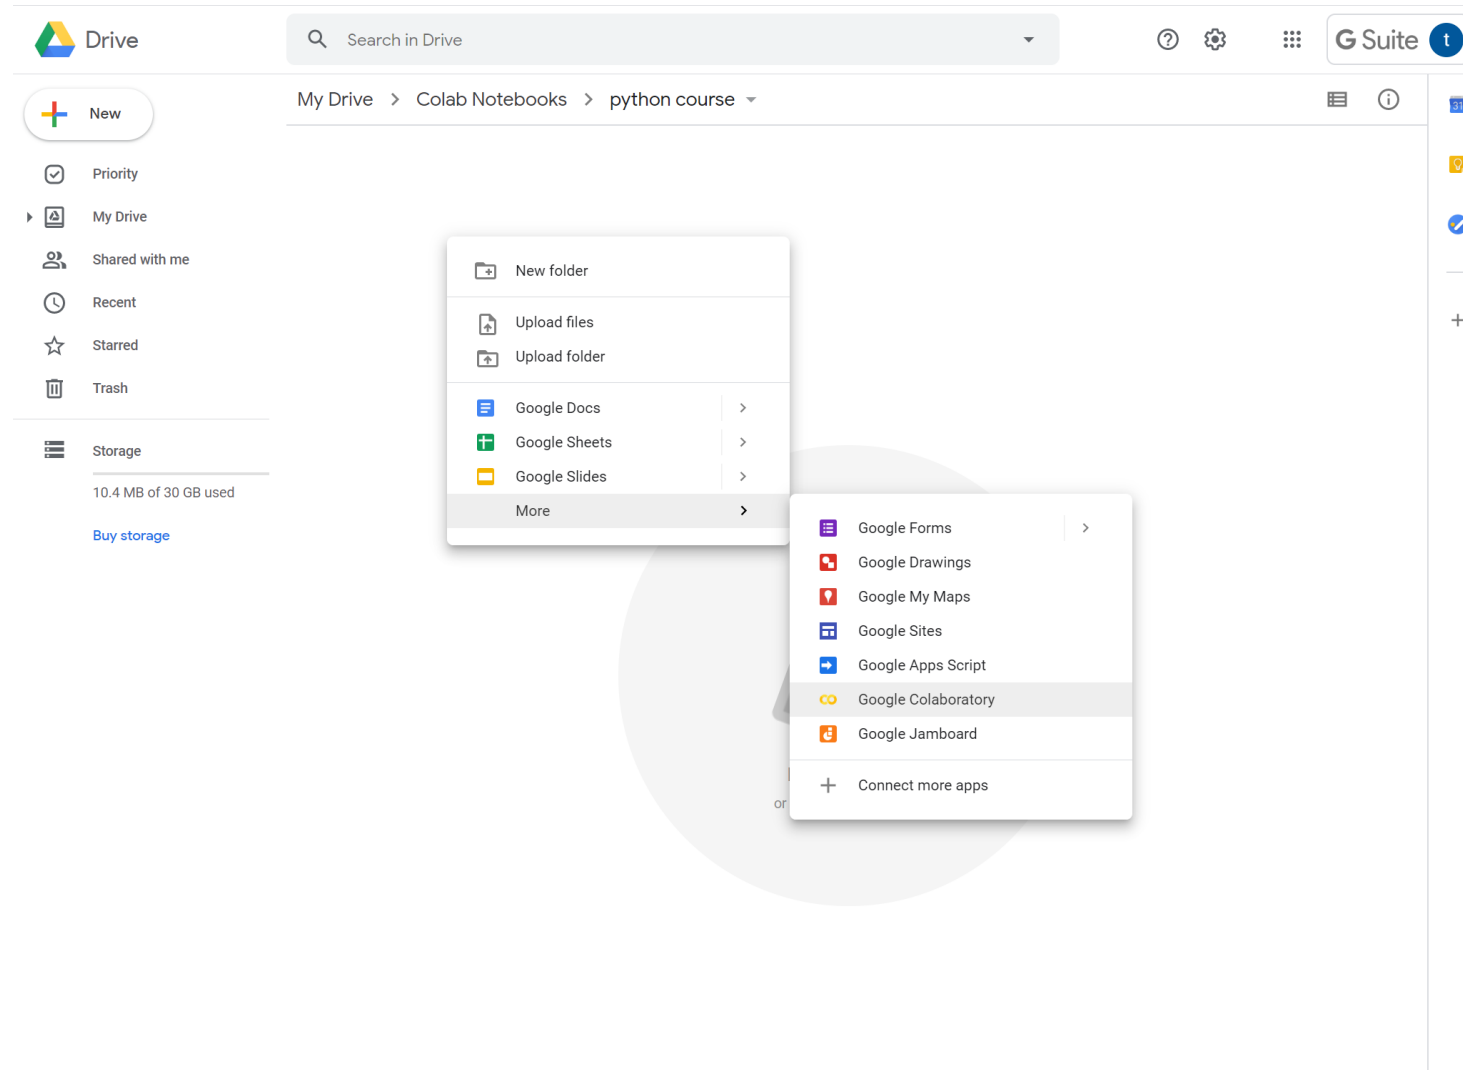 Drive
Search in Drive
G Suite
t
New
My Drive > Colab Notebooks > python course
31
Priority
My Drive
Shared with me
Recent
Starred
Trash
Storage
10.4 MB of 30 GB used
Buy storage
New folder
Upload files
Upload folder
Google Docs
Google Sheets
Google Slides
More
Google Forms
Google Drawings
Google My Maps
Google Sites
Google Apps Script
Google Colaboratory
Google Jamboard
Connect more apps
or